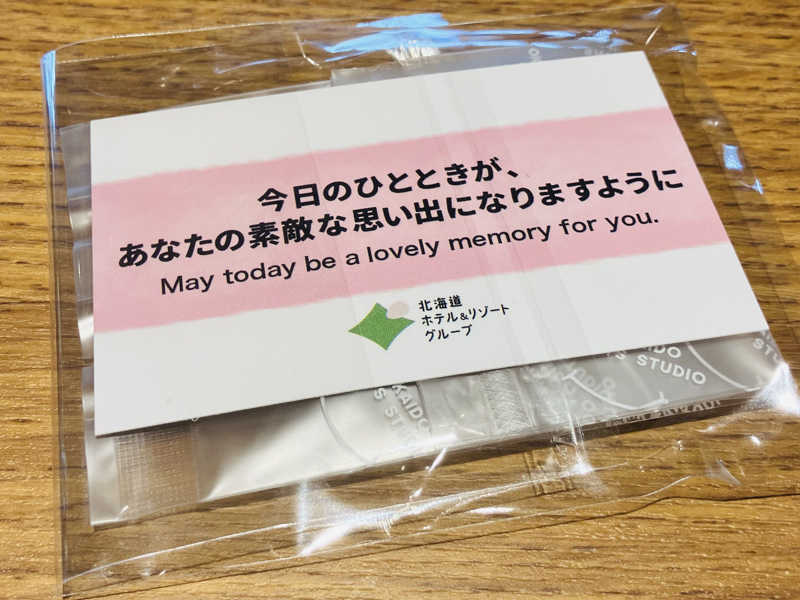 今日のひとときが、
あなたの素敵な思い出になりますように
May today be a lovely memory for you.
北海道
ホテル&リゾート
グループ
STUDIO
STUDIO